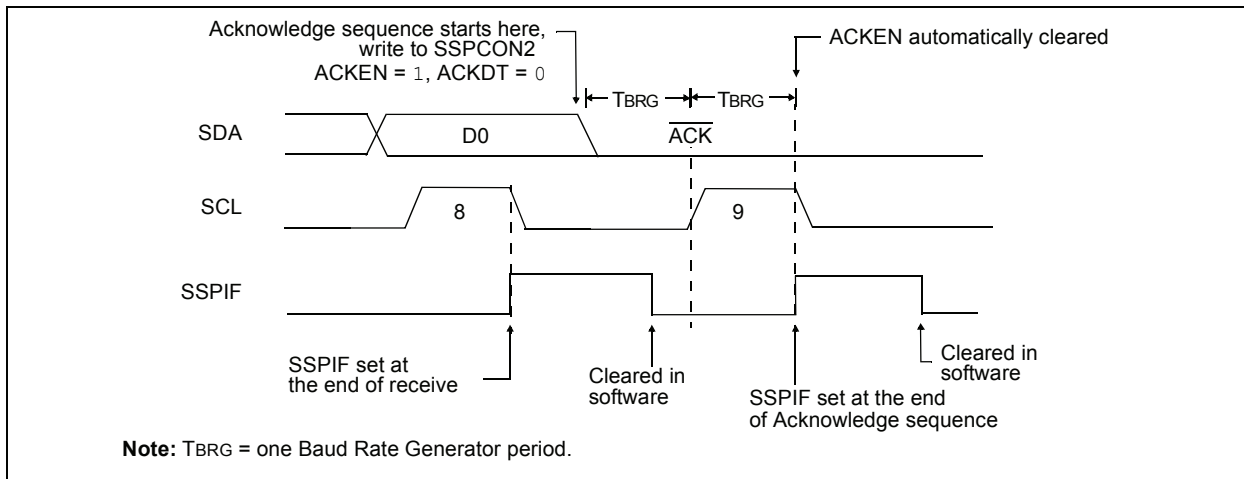 Acknowledge sequence starts here,
write to SSPCON2
ACKEN = 1, ACKDT = 0
ACKEN automatically cleared
TBRG
TBRG
SDA
D0
ACK
SCL
8
9
SSPIF
SSPIF set at
the end of receive
Cleared in
software
SSPIF set at the end
of Acknowledge sequence
Cleared in
software
Note: TBRG = one Baud Rate Generator period.